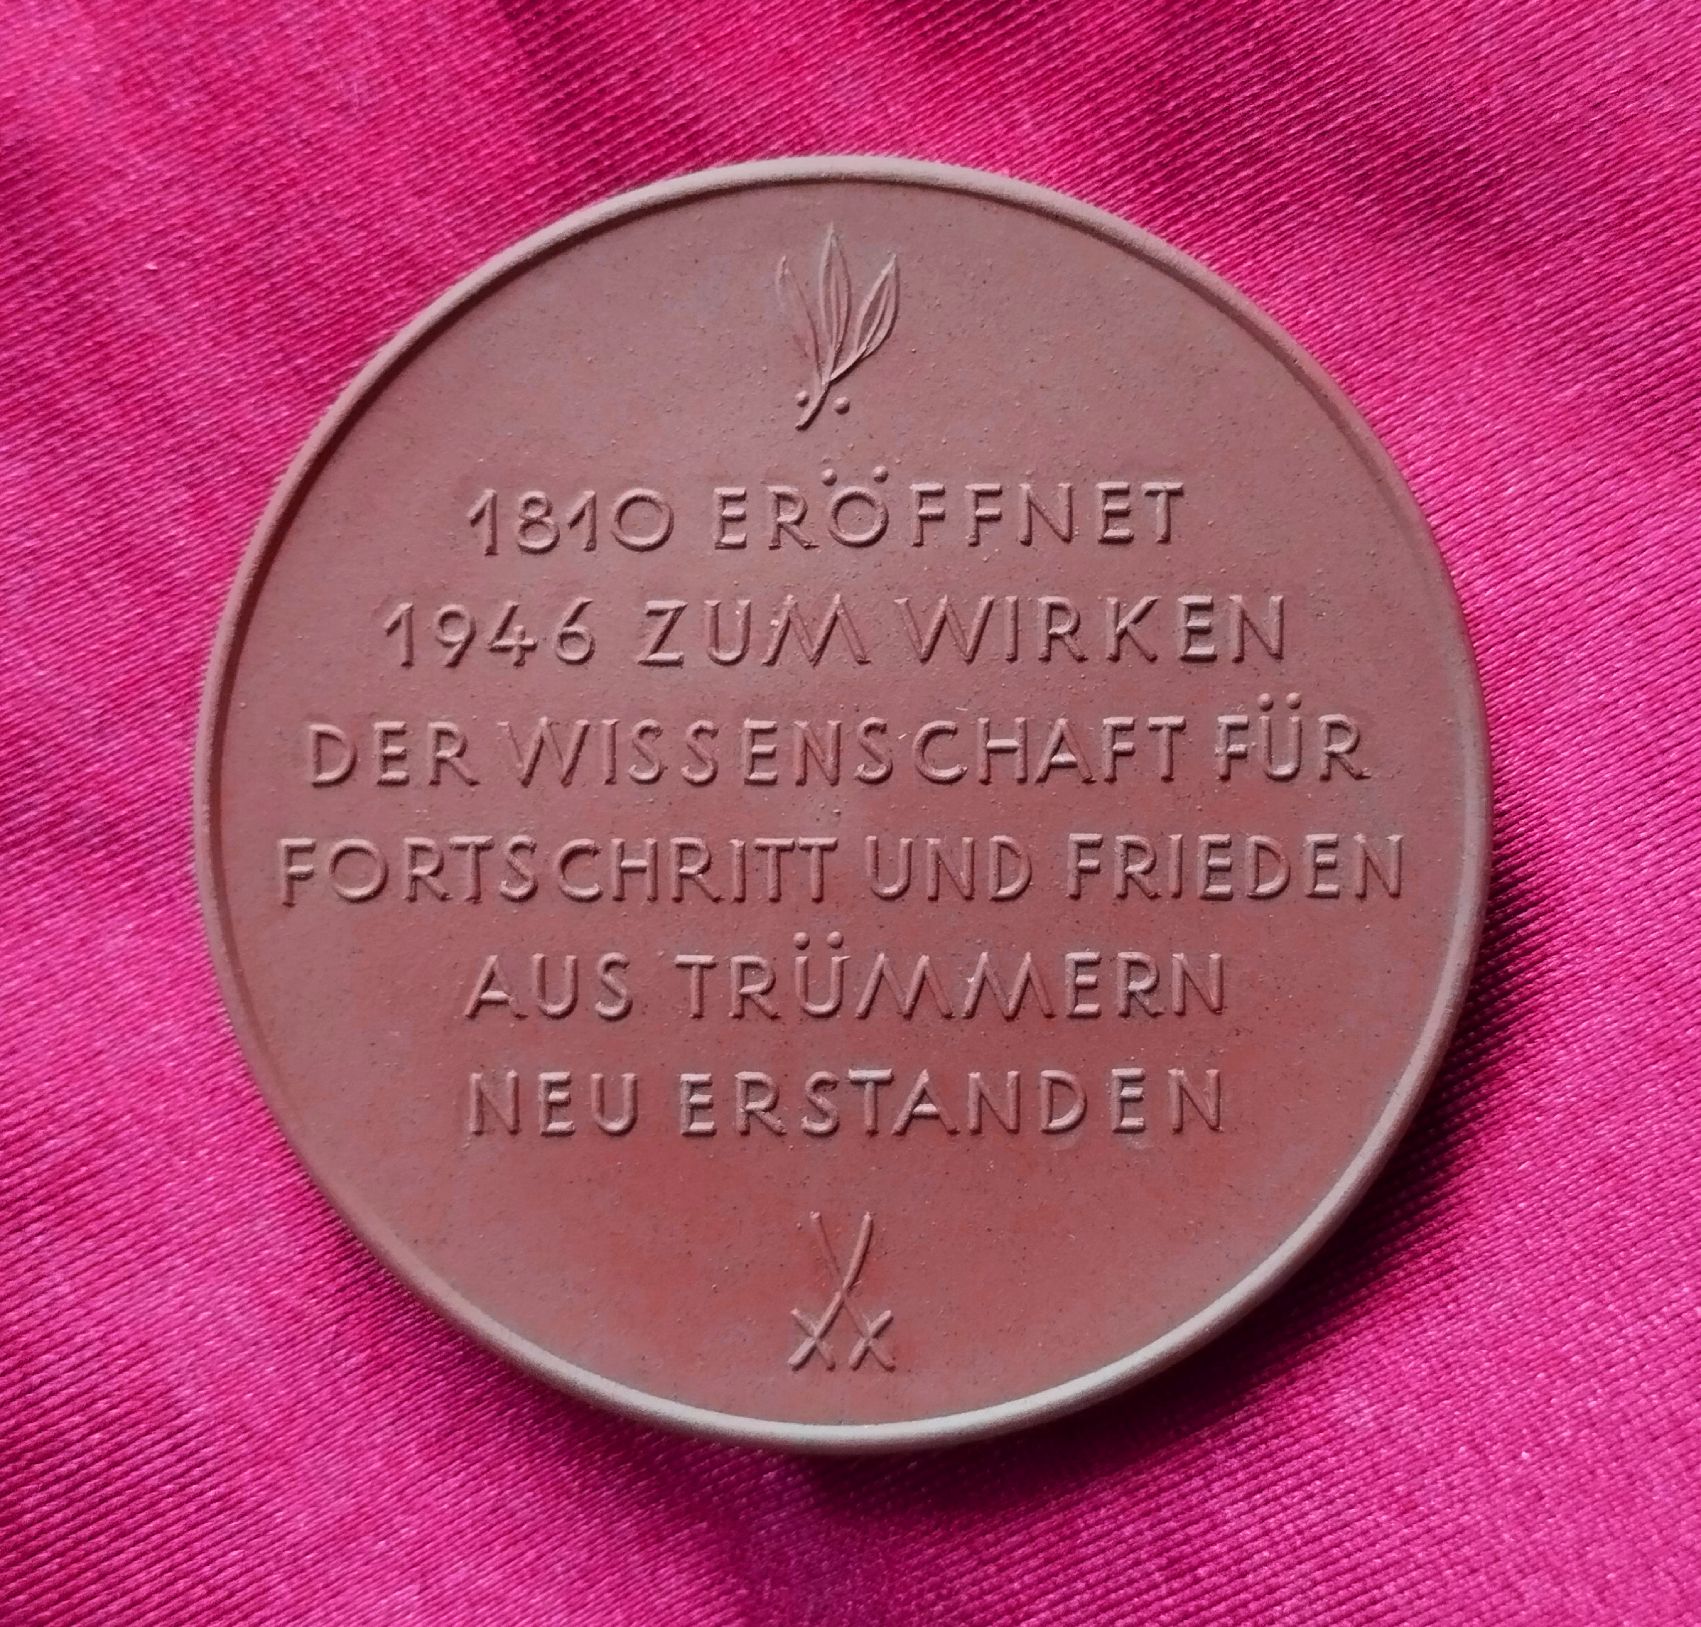 1810 ERÖFFNET
1946 ZUM WIRKEN
DER WISSENSCHAFT FÜR
FORTSCHRITT UND FRIEDEN
AUS TRÜMMERN
NEU ERSTANDEN